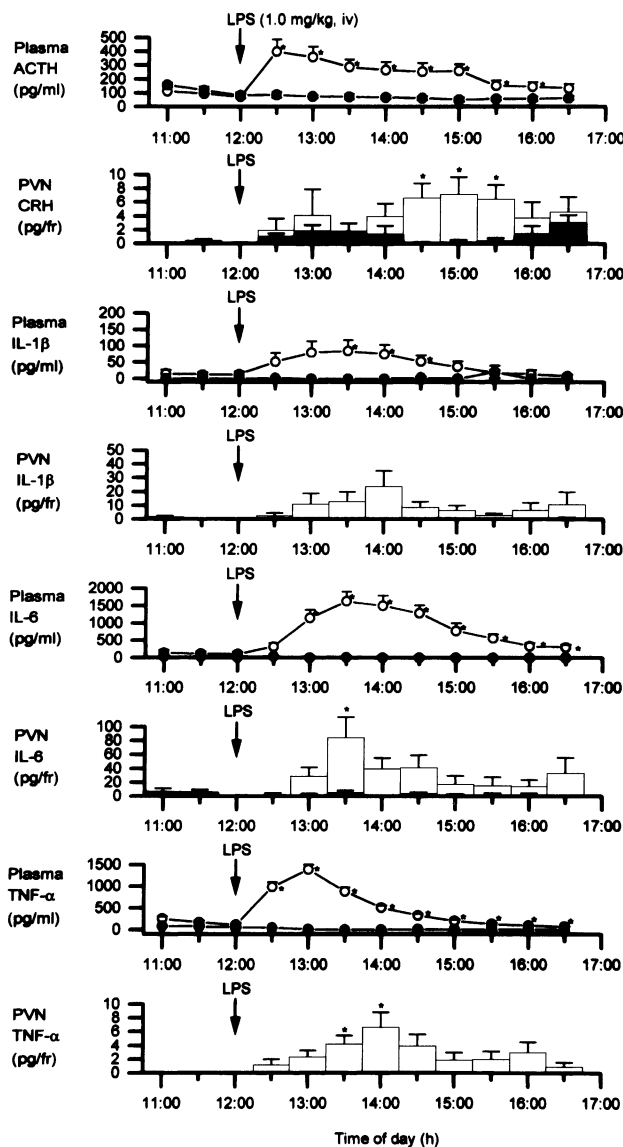 LPS (1.0 mg/kg, iv)
Plasma
ACTH
(pg/ml)
500
400
300
200
100
0
11:00 12:00 13:00 14:00 15:00 16:00 17:00
LPS
PVN
CRH
(pg/fr)
10
8
6
4
2
0
* * *
11:00 12:00 13:00 14:00 15:00 16:00 17:00
LPS
Plasma
IL-1β
(pg/ml)
200
150
100
50
0
11:00 12:00 13:00 14:00 15:00 16:00 17:00
LPS
PVN
IL-1β
(pg/fr)
50
40
30
20
10
0
11:00 12:00 13:00 14:00 15:00 16:00 17:00
LPS
Plasma
IL-6
(pg/ml)
2000
1500
1000
500
0
11:00 12:00 13:00 14:00 15:00 16:00 17:00
LPS
PVN
IL-6
(pg/fr)
100
80
60
40
20
0
*
11:00 12:00 13:00 14:00 15:00 16:00 17:00
LPS
Plasma
TNF-α
(pg/ml)
1500
1000
500
0
11:00 12:00 13:00 14:00 15:00 16:00 17:00
LPS
PVN
TNF-α
(pg/fr)
10
8
6
4
2
0
* *
11:00 12:00 13:00 14:00 15:00 16:00 17:00
Time of day (h)